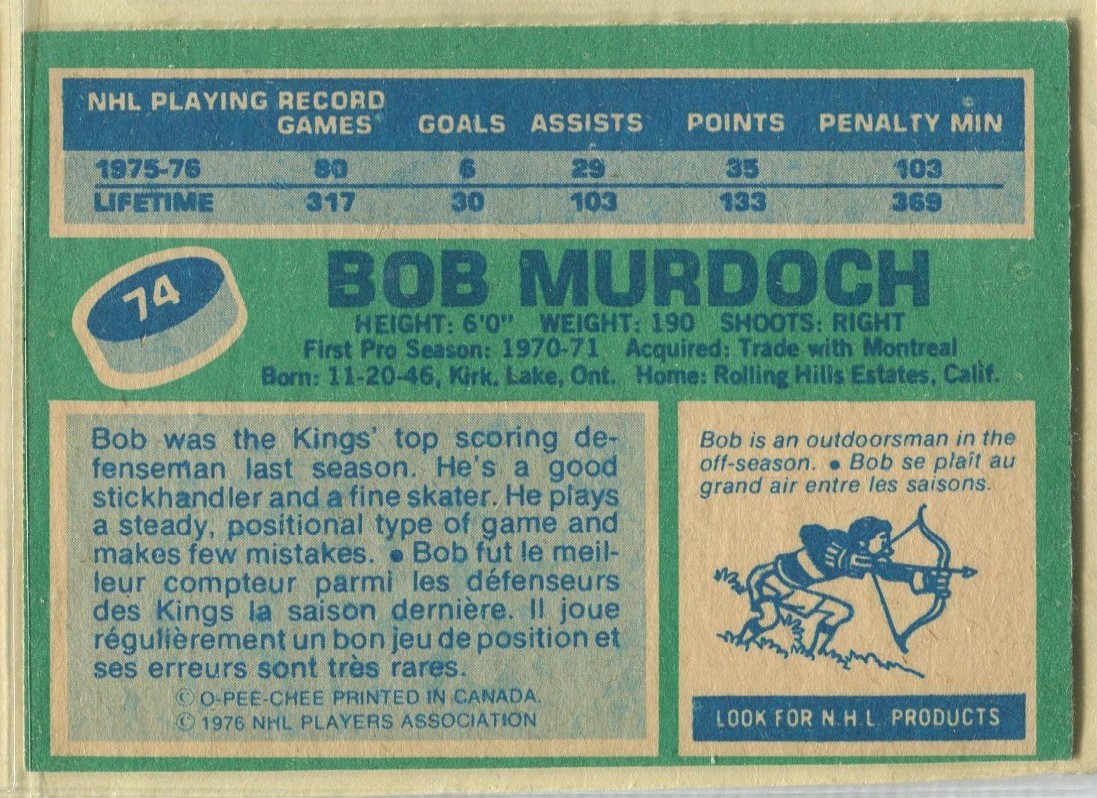 NHL PLAYING RECORD
GAMES GOALS ASSISTS POINTS PENALTY MIN
1975-76 80 6 29 35 103
LIFETIME 317 30 103 133 369
74
BOB MURDOCH
HEIGHT: 6'0" WEIGHT: 190 SHOOTS: RIGHT
First Pro Season: 1970-71 Acquired: Trade with Montreal
Born: 11-20-46, Kirk. Lake, Ont. Home: Rolling Hills Estates, Calif.
Bob was the Kings' top scoring de-
fenseman last season. He's a good
stickhandler and a fine skater. He plays
a steady, positional type of game and
makes few mistakes. ● Bob fut le meil-
leur compteur parmi les défenseurs
des Kings la saison dernière. Il joue
régulièrement un bon jeu de position et
ses erreurs sont très rares.
© O-PEE-CHEE PRINTED IN CANADA.
© 1976 NHL PLAYERS ASSOCIATION
Bob is an outdoorsman in the
off-season. ● Bob se plaît au
grand air entre les saisons.
LOOK FOR N.H.L PRODUCTS